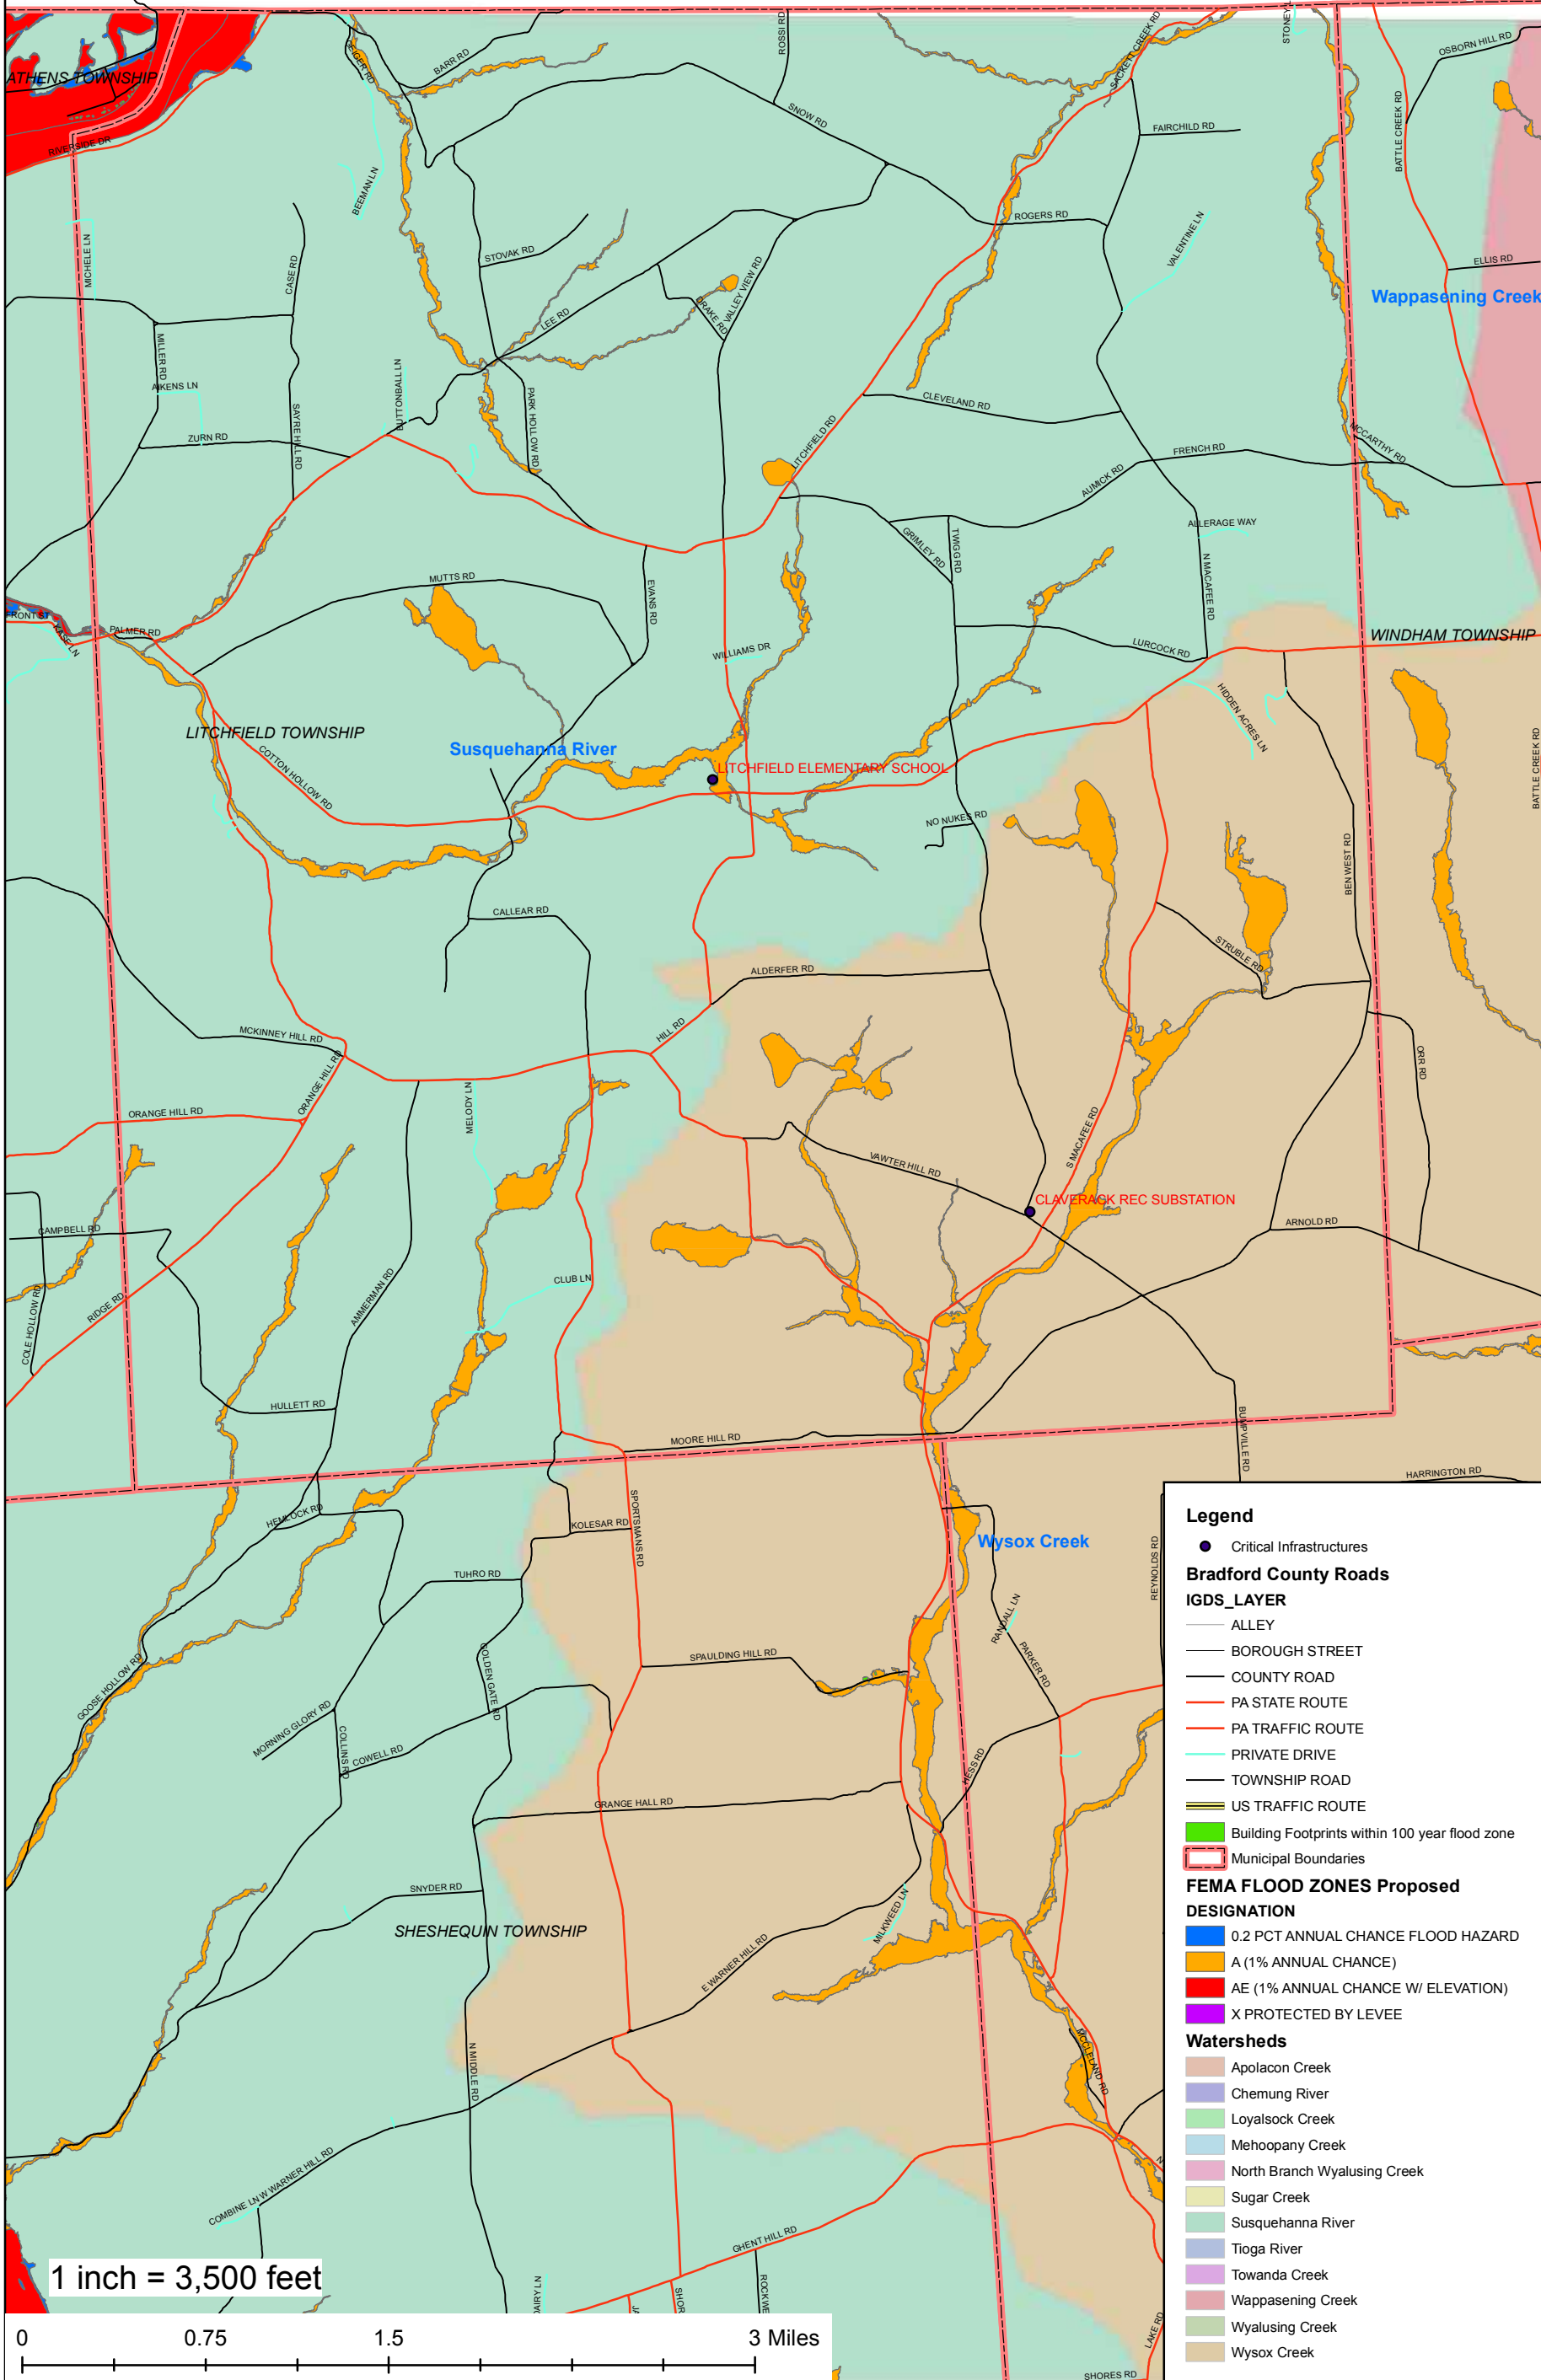 ROSSI RD
STONEY
OSBORN HILL RD
SACKETT CREEK RD
GEIGER RD
BARR RD
ATHENS TOWNSHIP
SNOW RD
FAIRCHILD RD
BATTLE CREEK RD
RIVERSIDE DR
BEEMAN LN
ROGERS RD
VALENTINE LN
MICHELE LN
STOVAK RD
CASE RD
ELLIS RD
VALLEY VIEW RD
Wappasening Creek
DRAKE RD
LEE RD
MILLER RD
AIKENS LN
BUTTONBALL LN
PARK HOLLOW RD
CLEVELAND RD
SAYRE HILL RD
ZURN RD
LITCHFIELD RD
MCCARTHY RD
FRENCH RD
AUMICK RD
ALLERAGE WAY
GRIMLEY RD
TWIGG RD
MUTTS RD
EVANS RD
N MACAFEE RD
FRONT ST
KASE LN
PALMER RD
WILLIAMS DR
LURCOCK RD
WINDHAM TOWNSHIP
HIDDEN ACRES LN
LITCHFIELD TOWNSHIP
Susquehanna River
COTTON HOLLOW RD
LITCHFIELD ELEMENTARY SCHOOL
BATTLE CREEK RD
NO NUKES RD
BEN WEST RD
CALLEAR RD
STRUBLE RD
ALDERFER RD
MCKINNEY HILL RD
HILL RD
ORR RD
ORANGE HILL RD
ORANGE HILL RD
MELODY LN
S MACAFEE RD
VAWTER HILL RD
CLAVERACK REC SUBSTATION
CAMPBELL RD
ARNOLD RD
CLUB LN
AMMERMAN RD
RIDGE RD
COLE HOLLOW RD
HULLETT RD
MOORE HILL RD
BUMPVILLE RD
HARRINGTON RD
HEMLOCK RD
KOLESAR RD
SPORTSMANS RD
Wysox Creek
REYNOLDS RD
TUHRO RD
RANDALL LN
PARKER RD
SPAULDING HILL RD
GOLDEN GATE RD
GOOSE HOLLOW RD
MORNING GLORY RD
COLLINS RD
COWELL RD
HESS RD
GRANGE HALL RD
SNYDER RD
MILKWEED LN
SHESHEQUIN TOWNSHIP
E WARNER HILL RD
N MIDDLE RD
MCCLELAND RD
COMBINE LN
W WARNER HILL RD
GHENT HILL RD
DAIRY LN
JA
SHOR
ROCKWE
N
LAKE RD
SHORES RD
1 inch = 3,500 feet
0 0.75 1.5 3 Miles
Legend
Critical Infrastructures
Bradford County Roads
IGDS_LAYER
ALLEY
BOROUGH STREET
COUNTY ROAD
PA STATE ROUTE
PA TRAFFIC ROUTE
PRIVATE DRIVE
TOWNSHIP ROAD
US TRAFFIC ROUTE
Building Footprints within 100 year flood zone
Municipal Boundaries
FEMA FLOOD ZONES Proposed
DESIGNATION
0.2 PCT ANNUAL CHANCE FLOOD HAZARD
A (1% ANNUAL CHANCE)
AE (1% ANNUAL CHANCE W/ ELEVATION)
X PROTECTED BY LEVEE
Watersheds
Apolacon Creek
Chemung River
Loyalsock Creek
Mehoopany Creek
North Branch Wyalusing Creek
Sugar Creek
Susquehanna River
Tioga River
Towanda Creek
Wappasening Creek
Wyalusing Creek
Wysox Creek